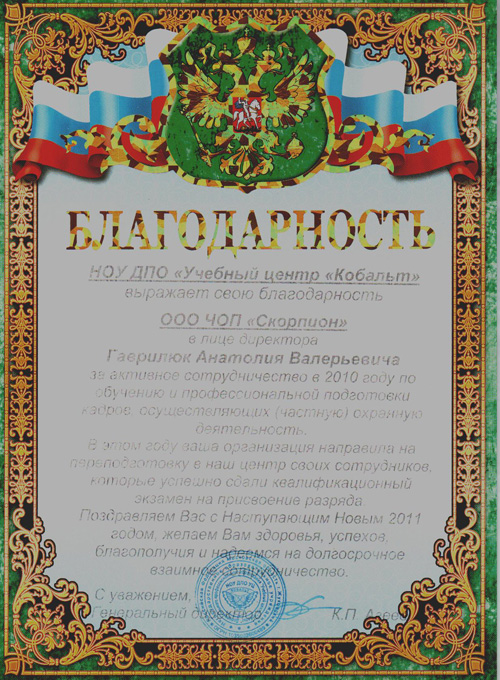 БЛАГОДАРНОСТЬ
НОУ ДПО «Учебный центр «Кобальт»
выражает свою благодарность
ООО ЧОП «Скорпион»
в лице директора
Гаврилюк Анатолия Валерьевича
за активное сотрудничество в 2010 году по
обучению и профессиональной подготовки
кадров, осуществляющих (частную) охранную
деятельность.
В этом году ваша организация направила на
переподготовку в наш центр своих сотрудников,
которые успешно сдали квалификационный
экзамен на присвоение разряда.
Поздравляем Вас с Наступающим Новым 2011
годом, желаем Вам здоровья, успехов,
благополучия и надеемся на долгосрочное
взаимное сотрудничество.
С уважением,
Генеральный директор К.П.